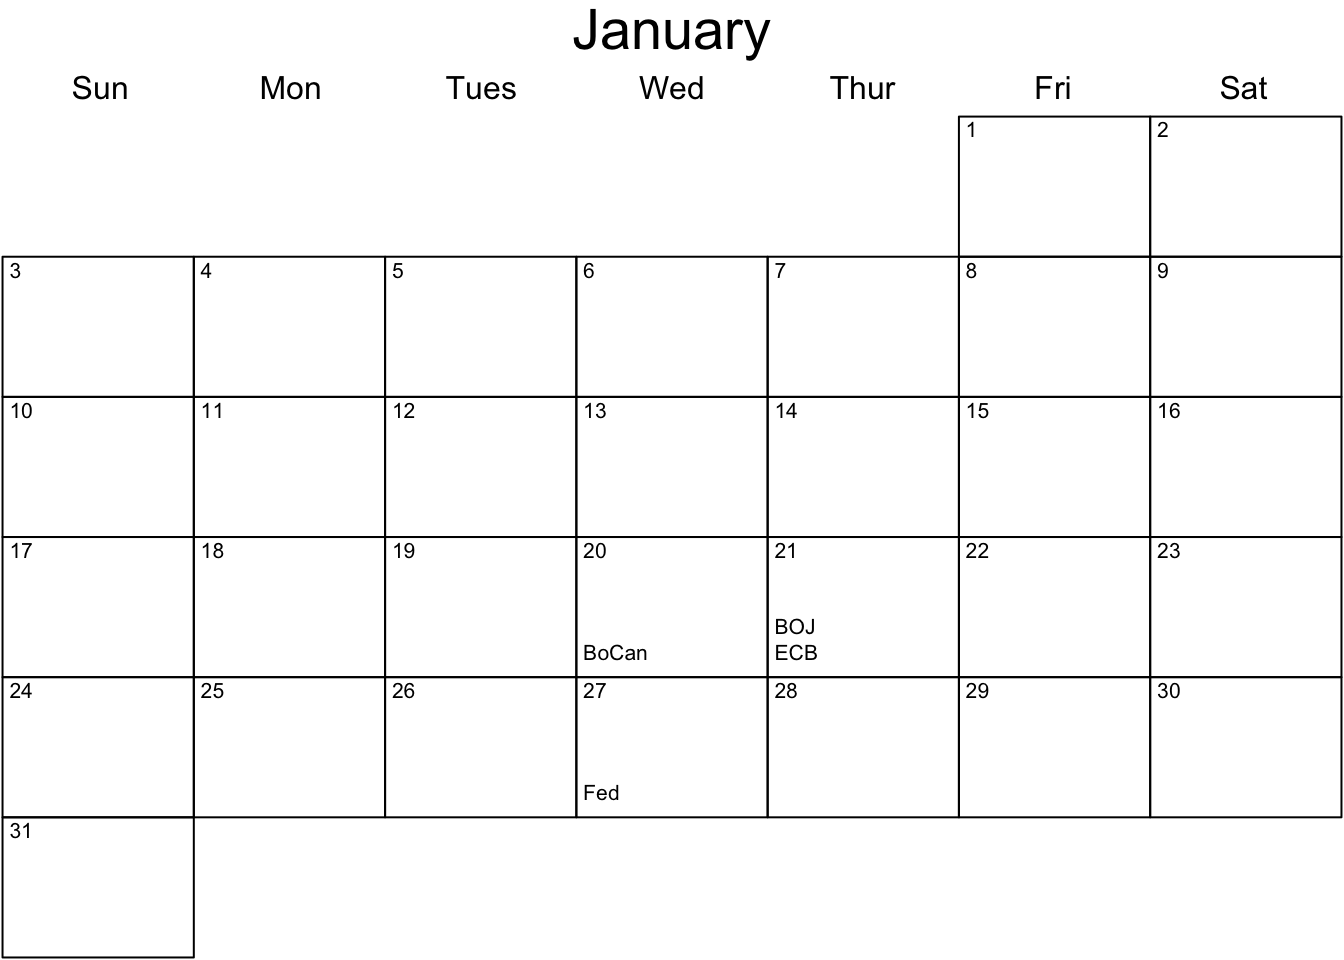 January
Sun Mon Tues Wed Thur Fri Sat
1 2
3 4 5 6 7 8 9
10 11 12 13 14 15 16
17 18 19 20 21 22 23
BOJ
BoCan ECB
24 25 26 27 28 29 30
Fed
31